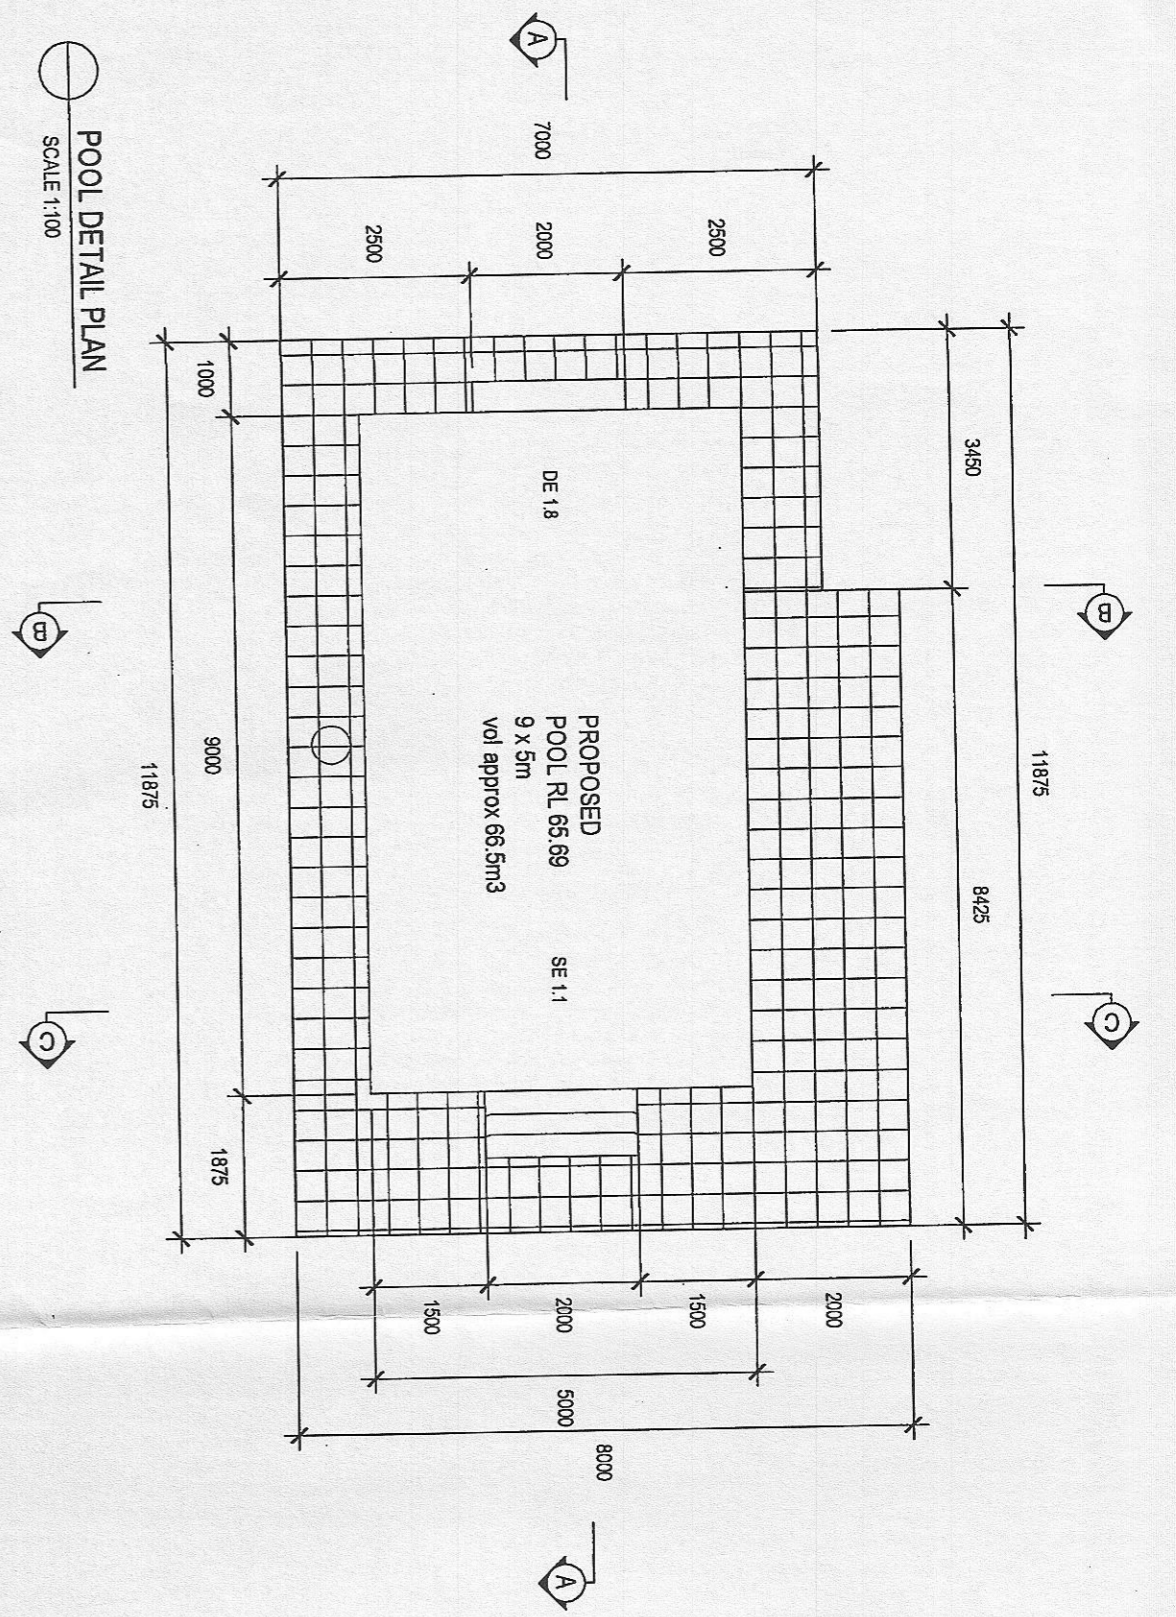 11875
3450
8425
B
C
7000
2500
2000
2500
A
A
DE 1.8
PROPOSED
POOL RL 65.69
9 x 5m
vol approx 66.5m3
SE 1.1
2000
1500
2000
1500
5000
8000
1000
9000
1875
11875
B
C
POOL DETAIL PLAN
SCALE 1:100